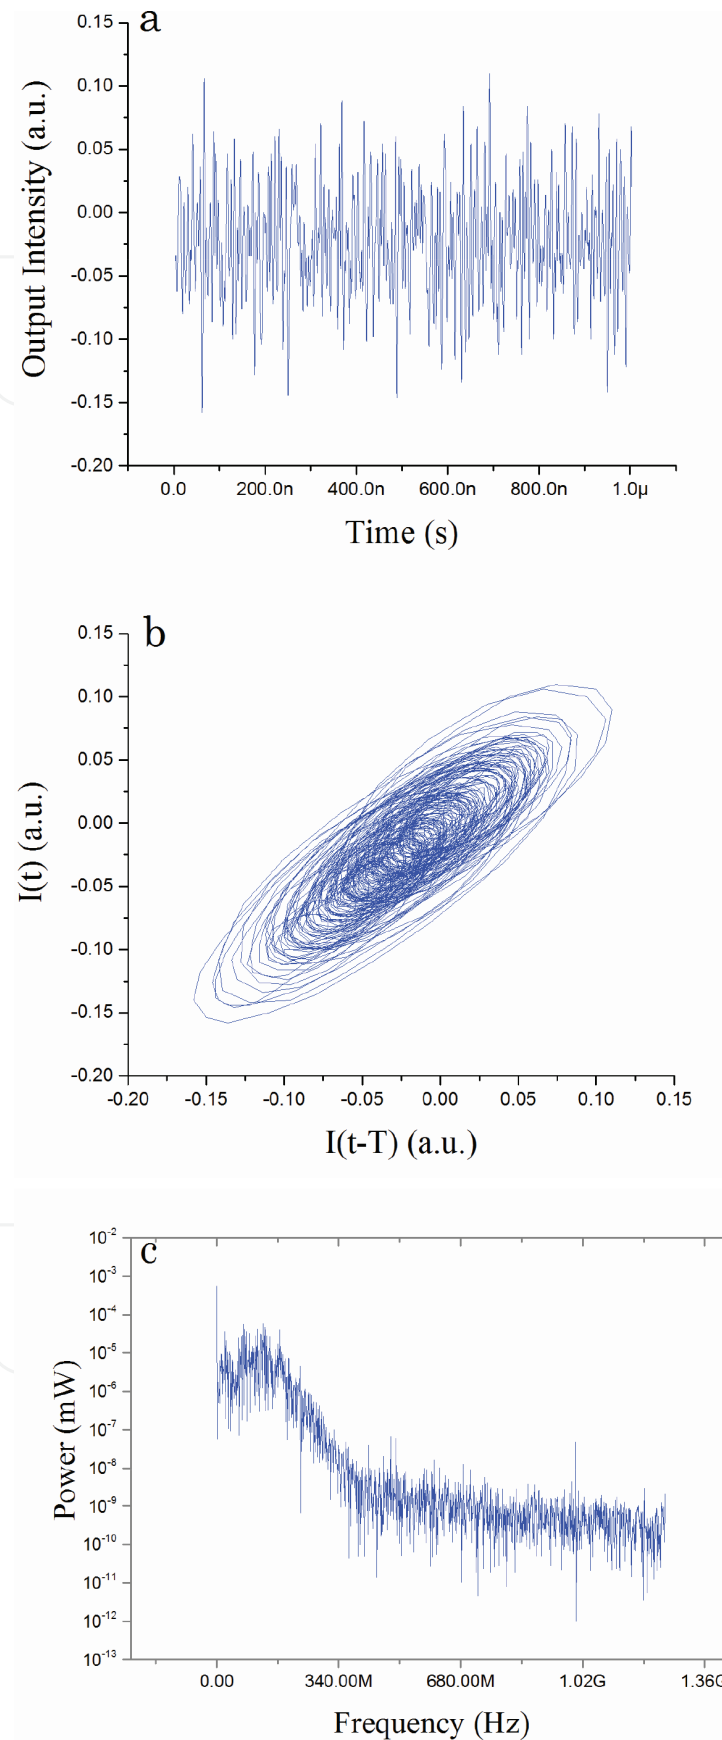 a
0.15
0.10
0.05
0.00
-0.05
-0.10
-0.15
-0.20
Output Intensity (a.u.)
0.0 200.0n 400.0n 600.0n 800.0n 1.0μ
Time (s)
b
0.15
0.10
0.05
0.00
-0.05
-0.10
-0.15
-0.20
I(t) (a.u.)
-0.20 -0.15 -0.10 -0.05 0.00 0.05 0.10 0.15
I(t-T) (a.u.)
c
10⁻²
10⁻³
10⁻⁴
10⁻⁵
10⁻⁶
10⁻⁷
10⁻⁸
10⁻⁹
10⁻¹⁰
10⁻¹¹
10⁻¹²
10⁻¹³
Power (mW)
0.00 340.00M 680.00M 1.02G 1.36G
Frequency (Hz)